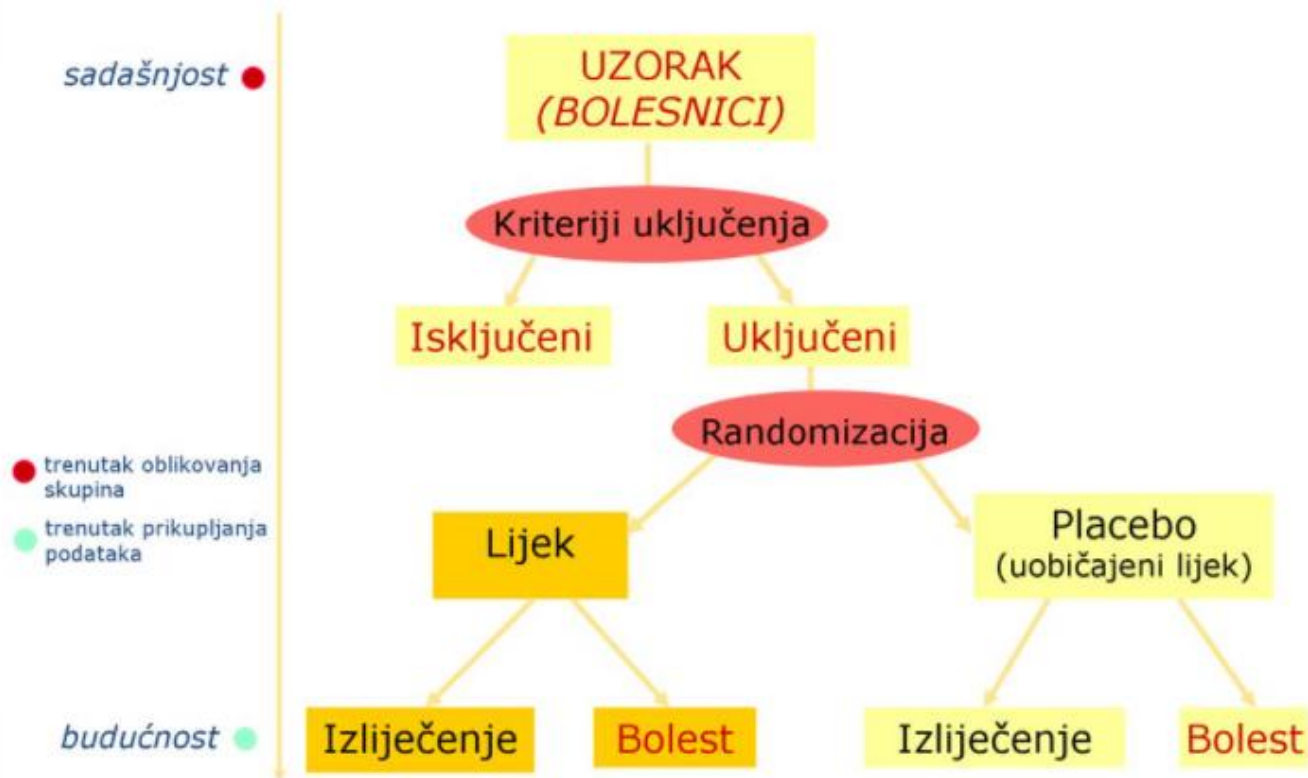 sadašnjost
UZORAK
(BOLESNICI)
Kriteriji uključenja
Isključeni
Uključeni
Randomizacija
trenutak oblikovanja
skupina
trenutak prikupljanja
podataka
Lijek
Placebo
(uobičajeni lijek)
budućnost
Izliječenje
Bolest
Izliječenje
Bolest